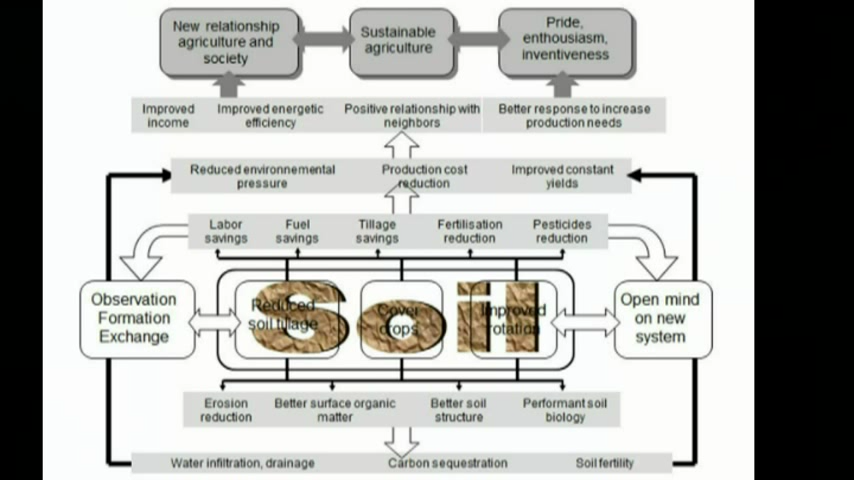 New relationship
agriculture and
society
Sustainable
agriculture
Pride,
enthousiasm,
inventiveness
Improved
income
Improved energetic
efficiency
Positive relationship with
neighbors
Better response to increase
production needs
Reduced environnemental
pressure
Production cost
reduction
Improved constant
yields
Labor
savings
Fuel
savings
Tillage
savings
Fertilisation
reduction
Pesticides
reduction
Observation
Formation
Exchange
Soil
Reduced
soil tillage
Cover
crops
Improved
rotation
Open mind
on new
system
Erosion
reduction
Better surface organic
matter
Better soil
structure
Performant soil
biology
Water infiltration, drainage
Carbon sequestration
Soil fertility